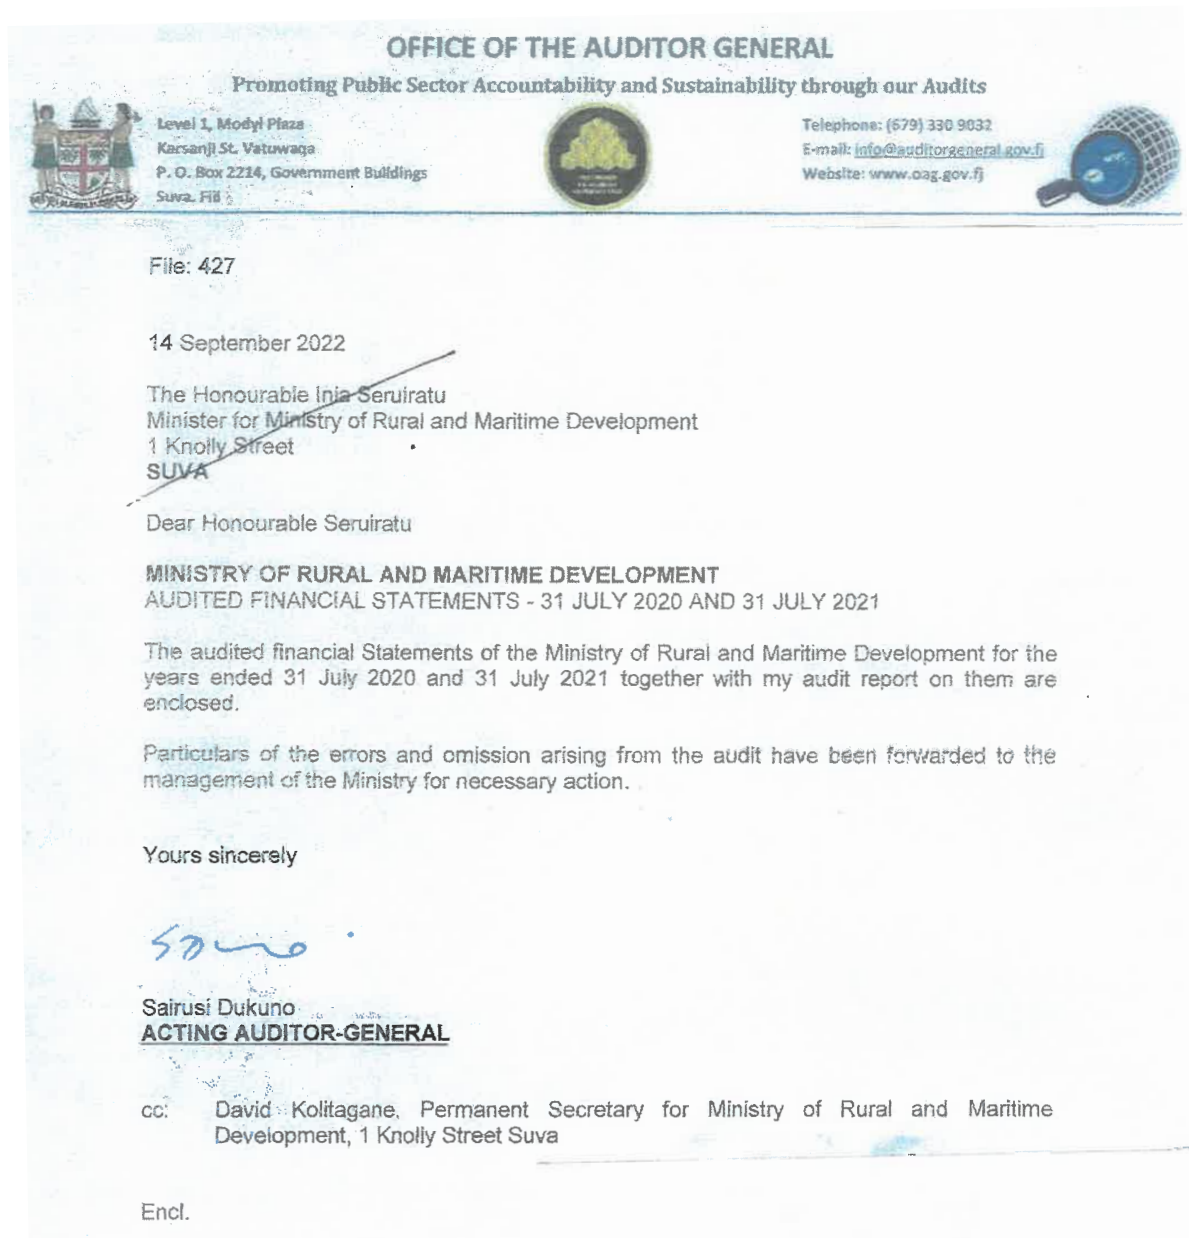 OFFICE OF THE AUDITOR GENERAL
Promoting Public Sector Accountability and Sustainability through our Audits
Level 1, Modyl Plaza
Karsanji St. Vatuwaqa
P. O. Box 2214, Government Buildings
Suva, Fiji
Telephone: (679) 330 9032
E-mail: info@auditorgeneral.gov.fj
Website: www.oag.gov.fj
File: 427
14 September 2022
The Honourable Inia Seruiratu
Minister for Ministry of Rural and Maritime Development
1 Knolly Street
SUVA
Dear Honourable Seruiratu
MINISTRY OF RURAL AND MARITIME DEVELOPMENT
AUDITED FINANCIAL STATEMENTS - 31 JULY 2020 AND 31 JULY 2021
The audited financial Statements of the Ministry of Rural and Maritime Development for the
years ended 31 July 2020 and 31 July 2021 together with my audit report on them are
enclosed.
Particulars of the errors and omission arising from the audit have been forwarded to the
management of the Ministry for necessary action.
Yours sincerely
Sairusi Dukuno
ACTING AUDITOR-GENERAL
cc: David Kolitagane, Permanent Secretary for Ministry of Rural and Maritime
Development, 1 Knolly Street Suva
Encl.